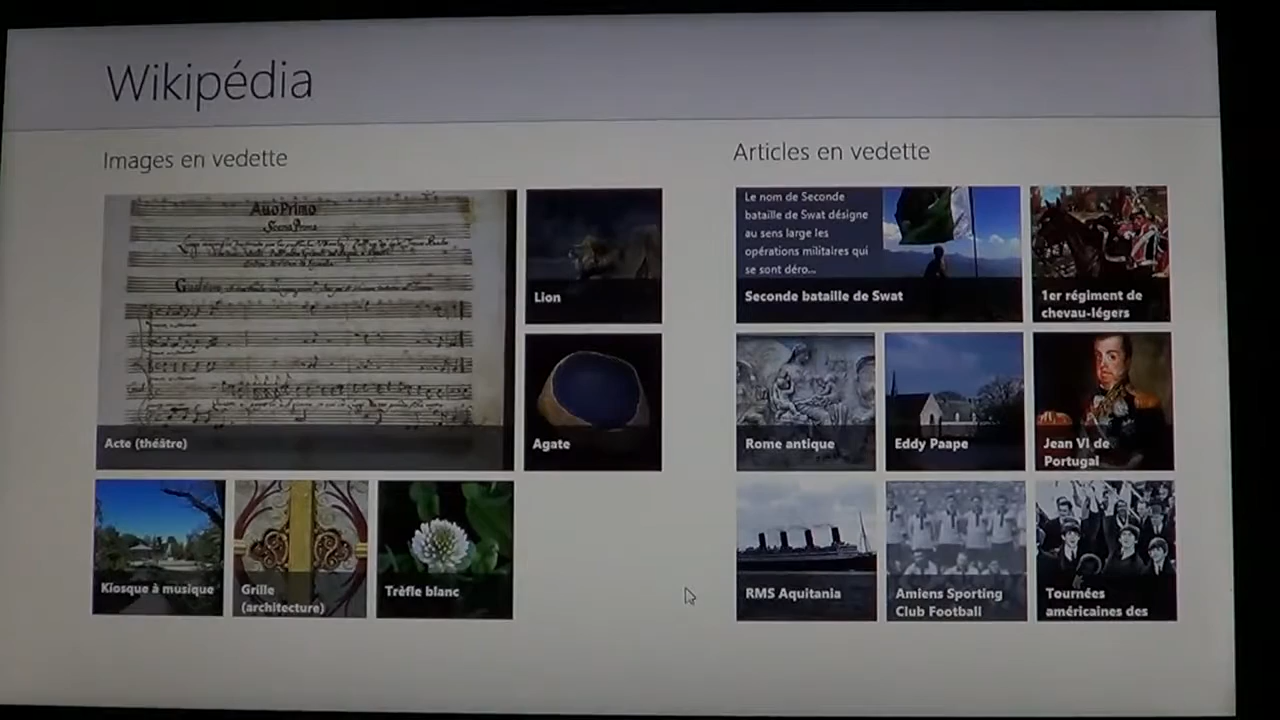 Wikipédia
Images en vedette
Acte (théâtre)
Lion
Agate
Kiosque à musique
Grille
(architecture)
Trèfle blanc
Articles en vedette
Le nom de Seconde
bataille de Swat désigne
au sens large les
opérations militaires qui
se sont déro...
Seconde bataille de Swat
1er régiment de
chevau-légers
Rome antique
Eddy Paape
Jean VI de
Portugal
RMS Aquitania
Amiens Sporting
Club Football
Tournées
américaines des